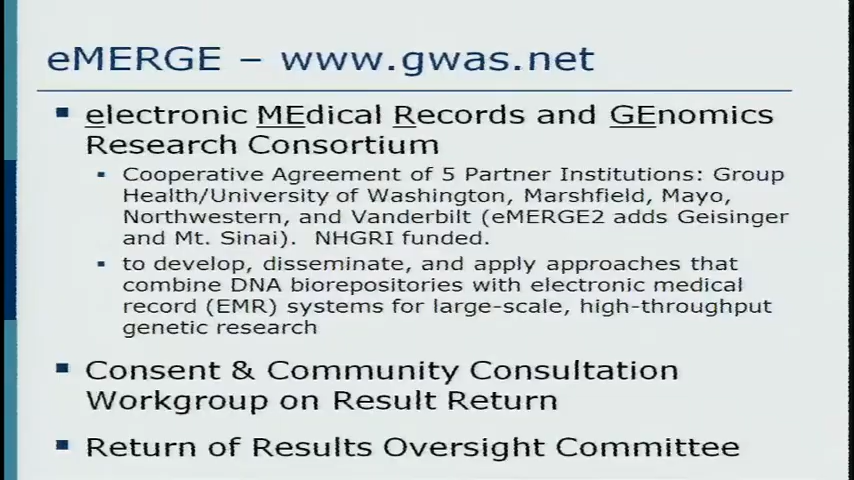 eMERGE – www.gwas.net
electronic MEdical Records and GEnomics
Research Consortium
Cooperative Agreement of 5 Partner Institutions: Group
Health/University of Washington, Marshfield, Mayo,
Northwestern, and Vanderbilt (eMERGE2 adds Geisinger
and Mt. Sinai). NHGRI funded.
to develop, disseminate, and apply approaches that
combine DNA biorepositories with electronic medical
record (EMR) systems for large-scale, high-throughput
genetic research
Consent & Community Consultation
Workgroup on Result Return
Return of Results Oversight Committee